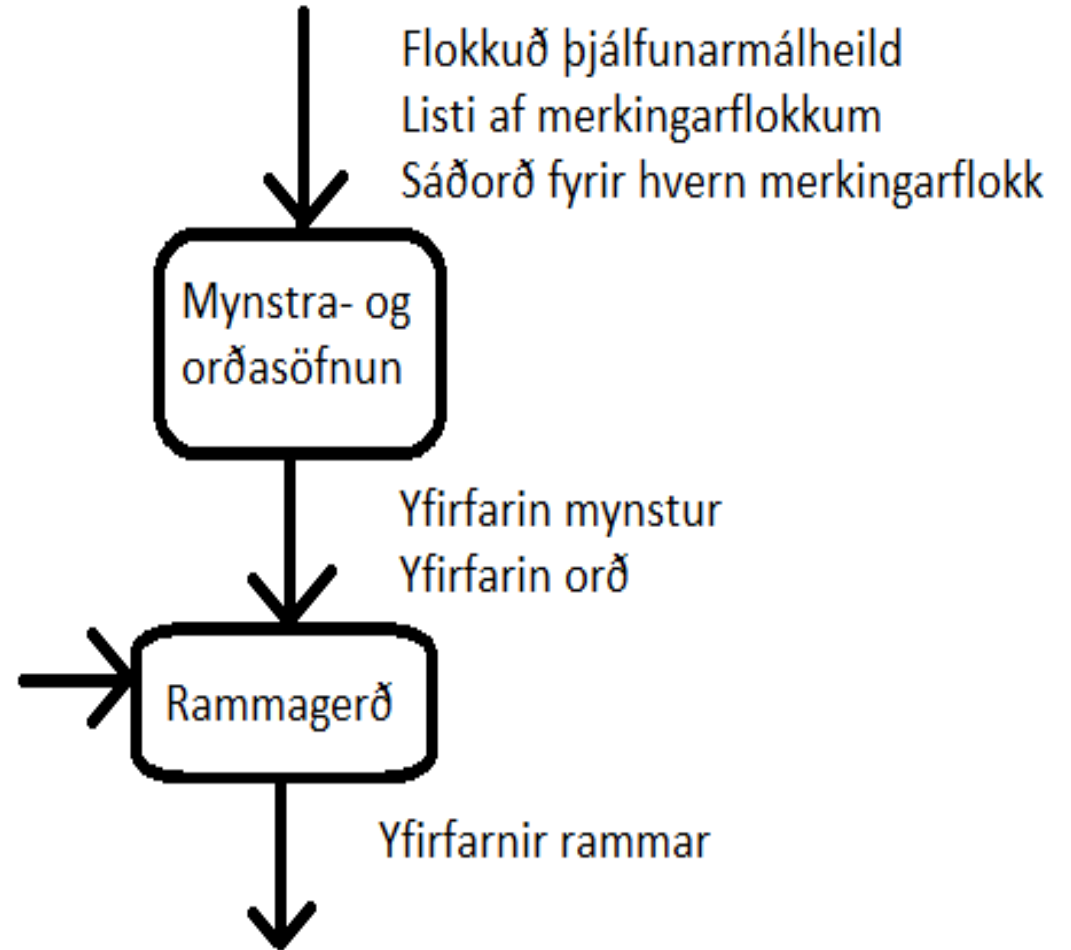 Flokkuð þjálfunarmálheild
Listi af merkingarflokkum
Sáðorð fyrir hvern merkingarflokk
Mynstra- og
orðasöfnun
Yfirfarin mynstur
Yfirfarin orð
Rammagerð
Yfirfarnir rammar